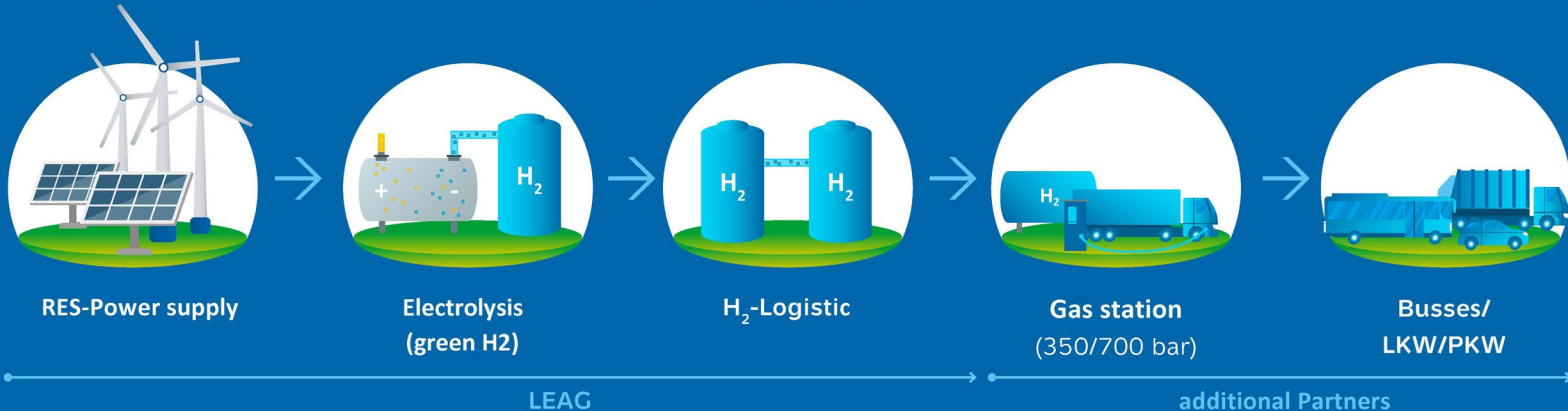 + -
H₂
H₂
H₂
H₂
RES-Power supply
Electrolysis
(green H2)
H₂-Logistic
Gas station
(350/700 bar)
Busses/
LKW/PKW
LEAG
additional Partners